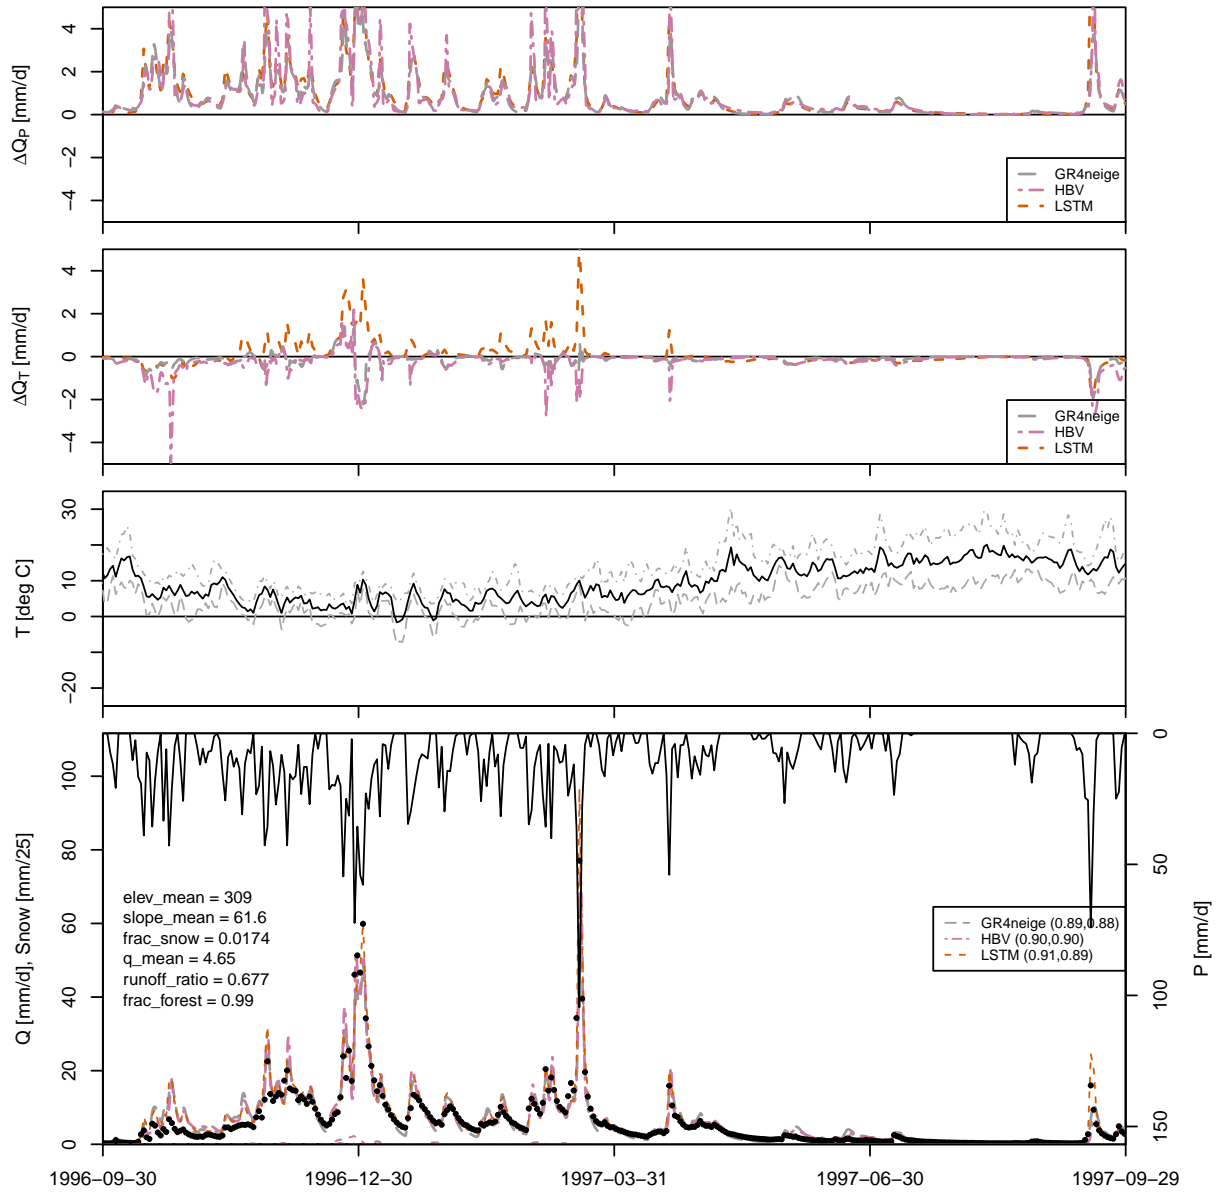 ΔQP [mm/d]
4
2
0
−2
−4
GR4neige
HBV
LSTM
ΔQT [mm/d]
4
2
0
−2
−4
GR4neige
HBV
LSTM
T [deg C]
30
10
0
−20
Q [mm/d], Snow [mm/25]
100
80
60
40
20
0
elev_mean = 309
slope_mean = 61.6
frac_snow = 0.0174
q_mean = 4.65
runoff_ratio = 0.677
frac_forest = 0.99
GR4neige (0.89,0.88)
HBV (0.90,0.90)
LSTM (0.91,0.89)
0
50
100
150
P [mm/d]
1996−09−30
1996−12−30
1997−03−31
1997−06−30
1997−09−29